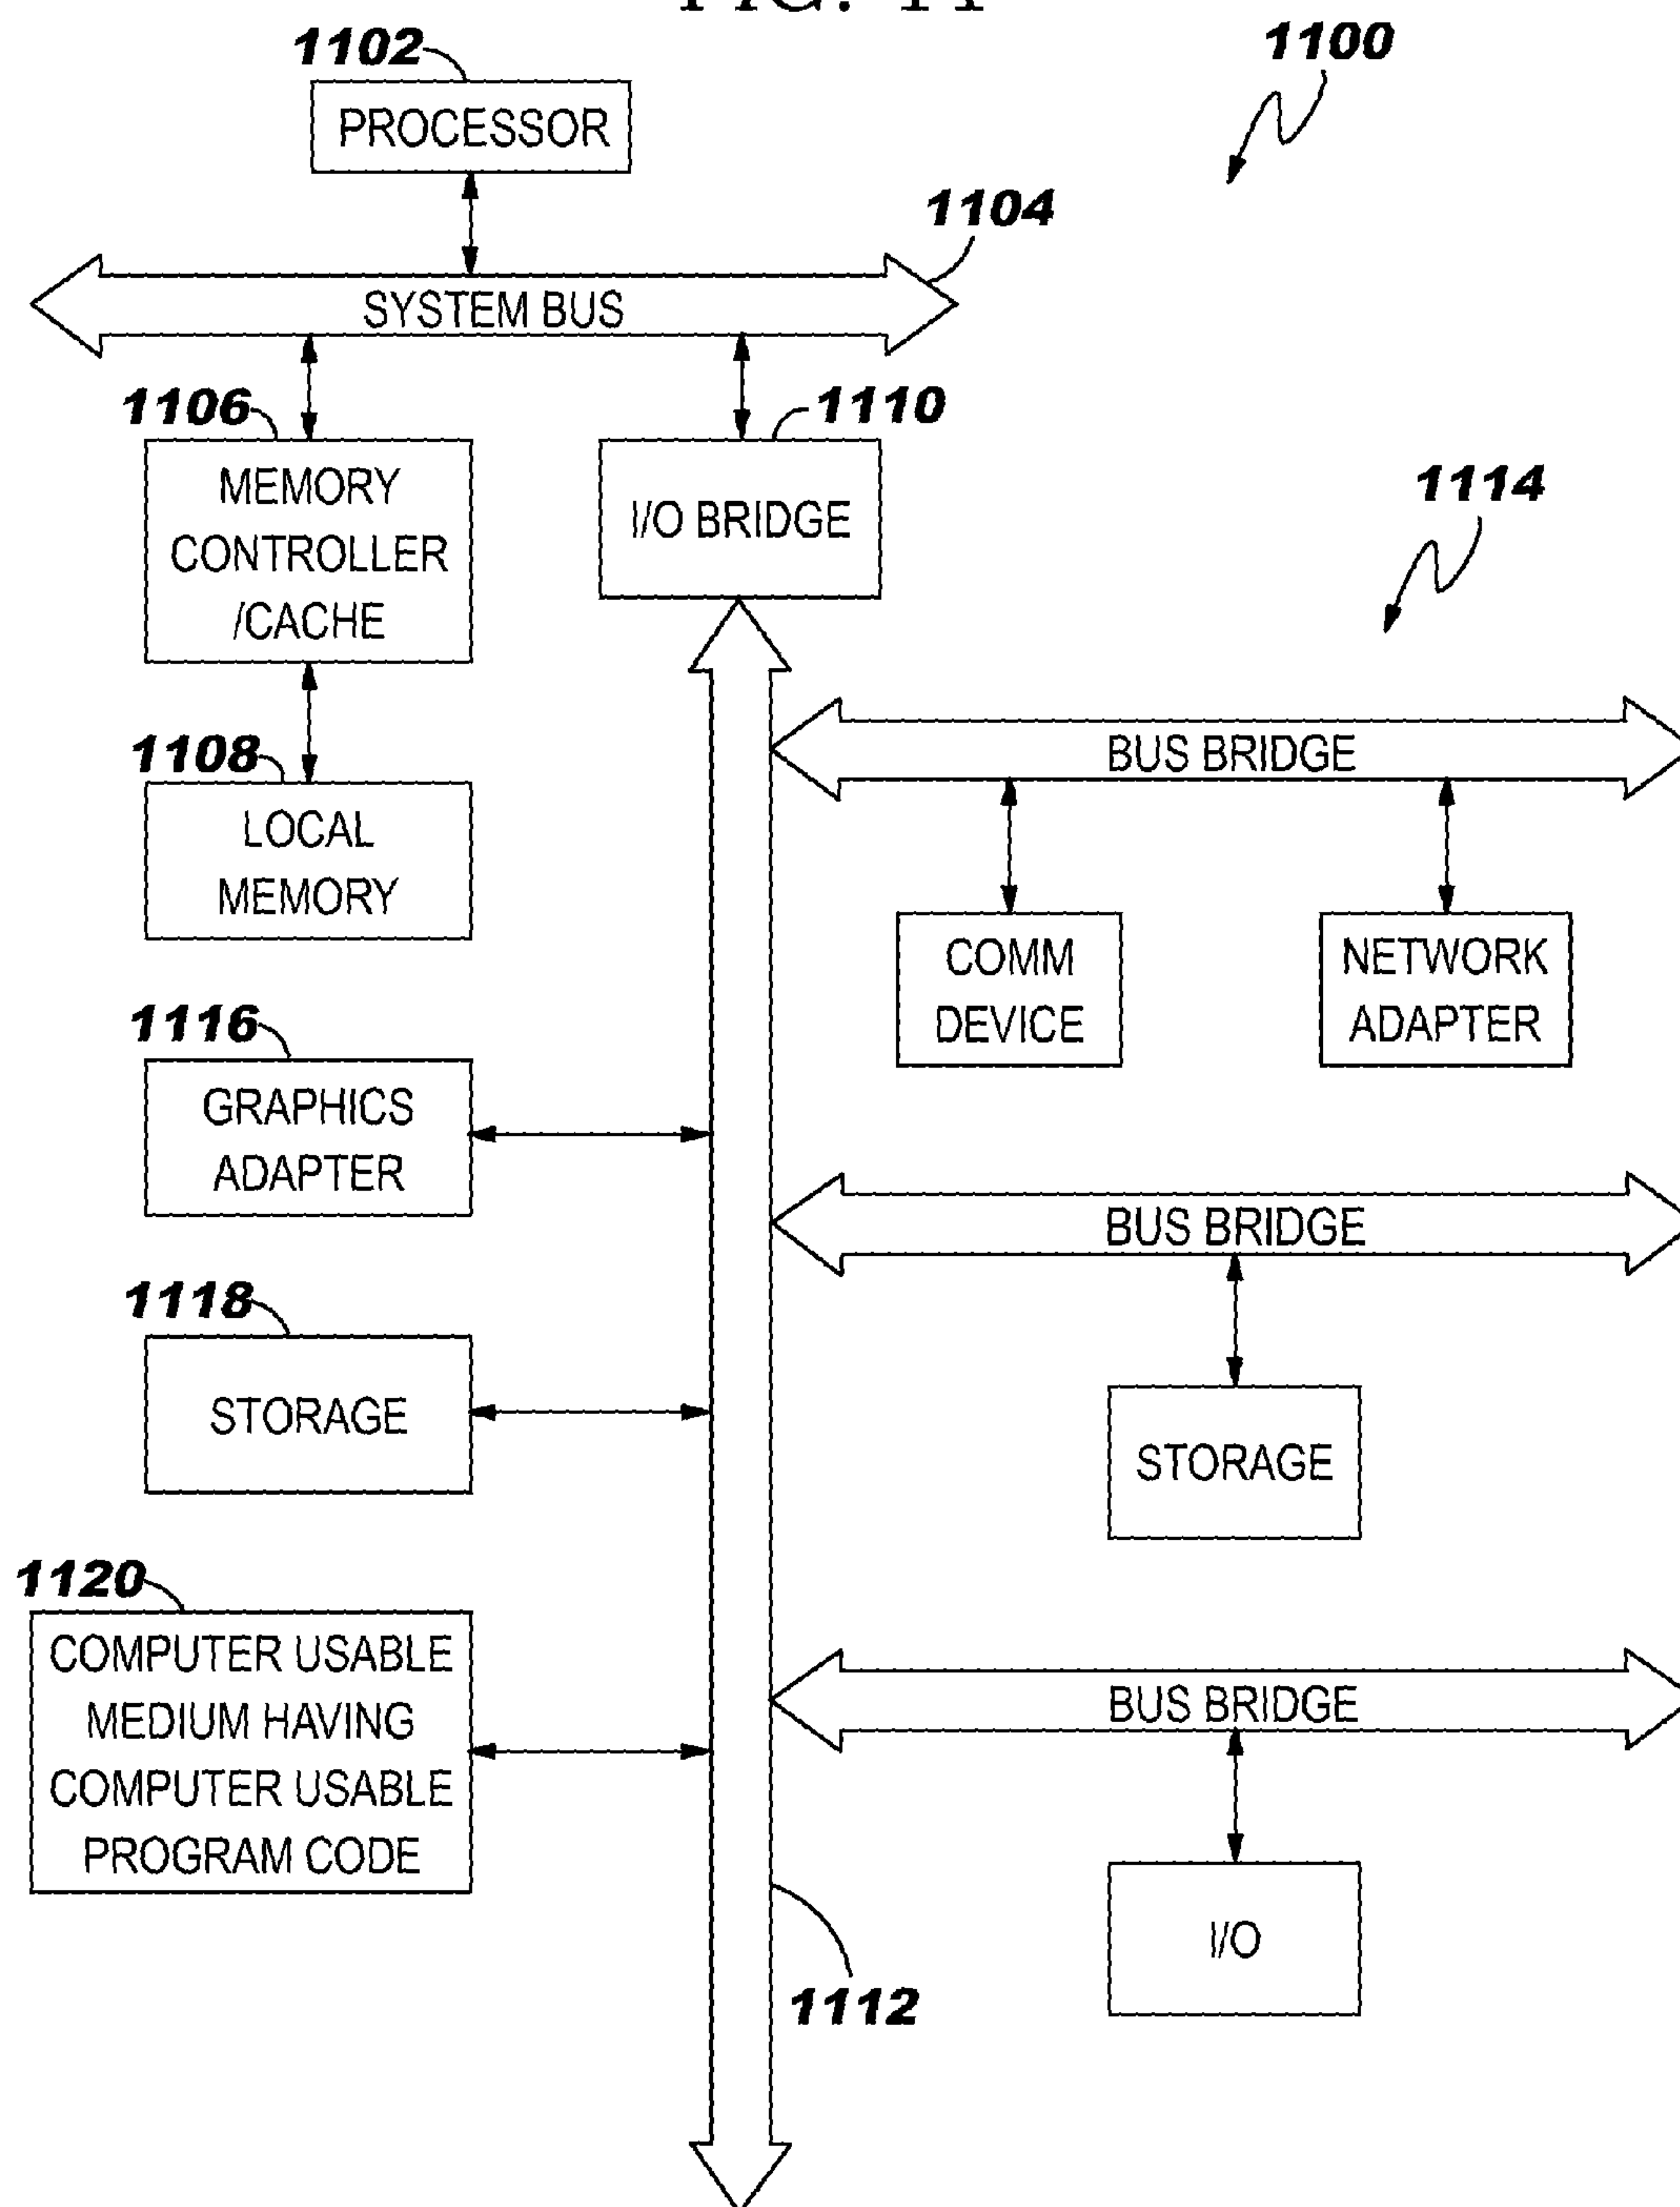 FIG. 11
1102
1100
PROCESSOR
1104
SYSTEM BUS
1106
1110
MEMORY
CONTROLLER
/CACHE
I/O BRIDGE
1114
1108
BUS BRIDGE
LOCAL
MEMORY
COMM
DEVICE
NETWORK
ADAPTER
1116
GRAPHICS
ADAPTER
BUS BRIDGE
1118
STORAGE
STORAGE
1120
COMPUTER USABLE
MEDIUM HAVING
COMPUTER USABLE
PROGRAM CODE
BUS BRIDGE
I/O
1112